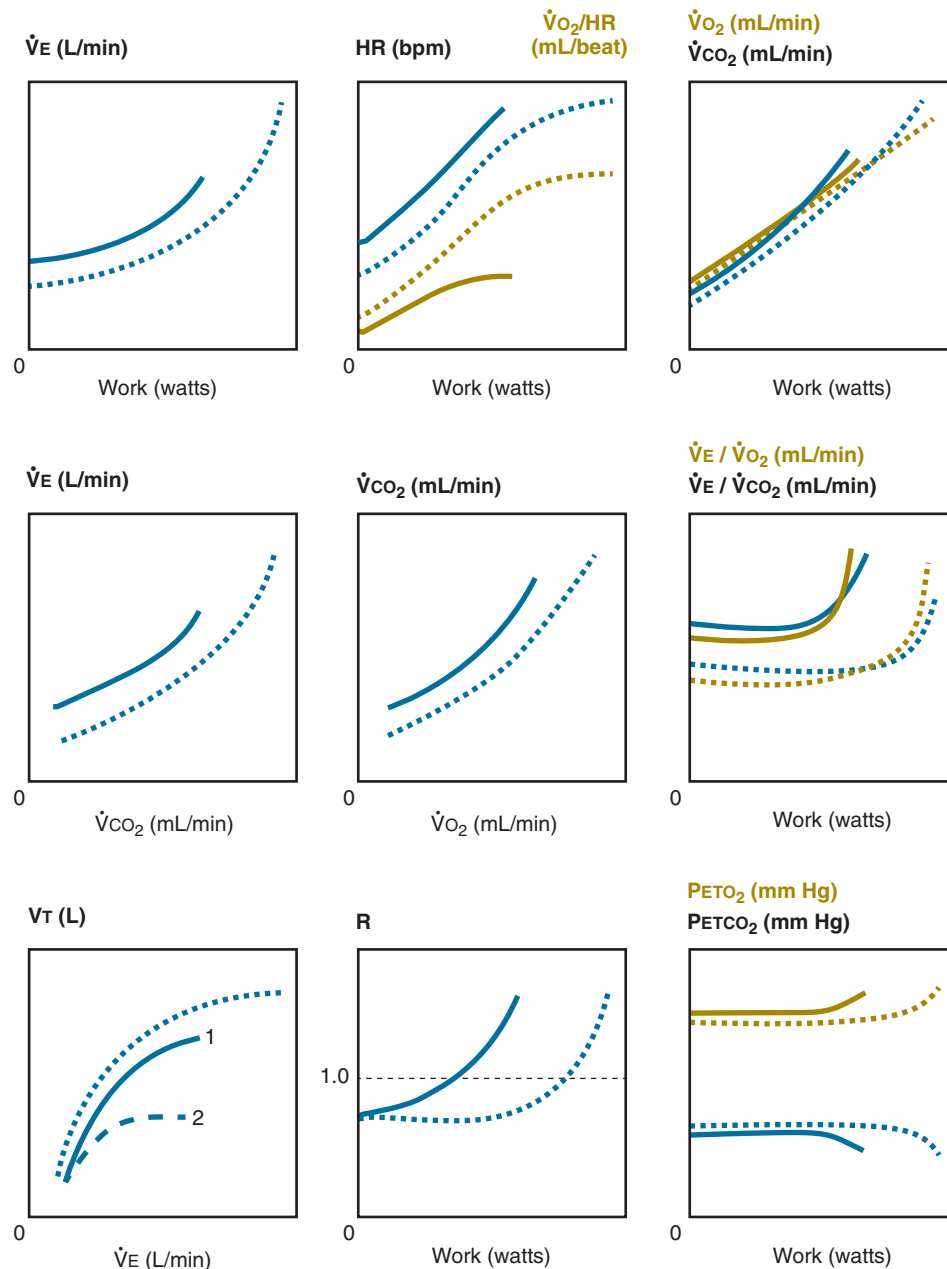 V̇E (L/min)
HR (bpm)
V̇O₂/HR
(mL/beat)
V̇O₂ (mL/min)
V̇CO₂ (mL/min)
0
Work (watts)
0
Work (watts)
0
Work (watts)
V̇E (L/min)
V̇CO₂ (mL/min)
V̇E / V̇O₂ (mL/min)
V̇E / V̇CO₂ (mL/min)
0
V̇CO₂ (mL/min)
0
V̇O₂ (mL/min)
0
Work (watts)
VT (L)
R
PETO₂ (mm Hg)
PETCO₂ (mm Hg)
1
2
1.0
0
V̇E (L/min)
0
Work (watts)
0
Work (watts)